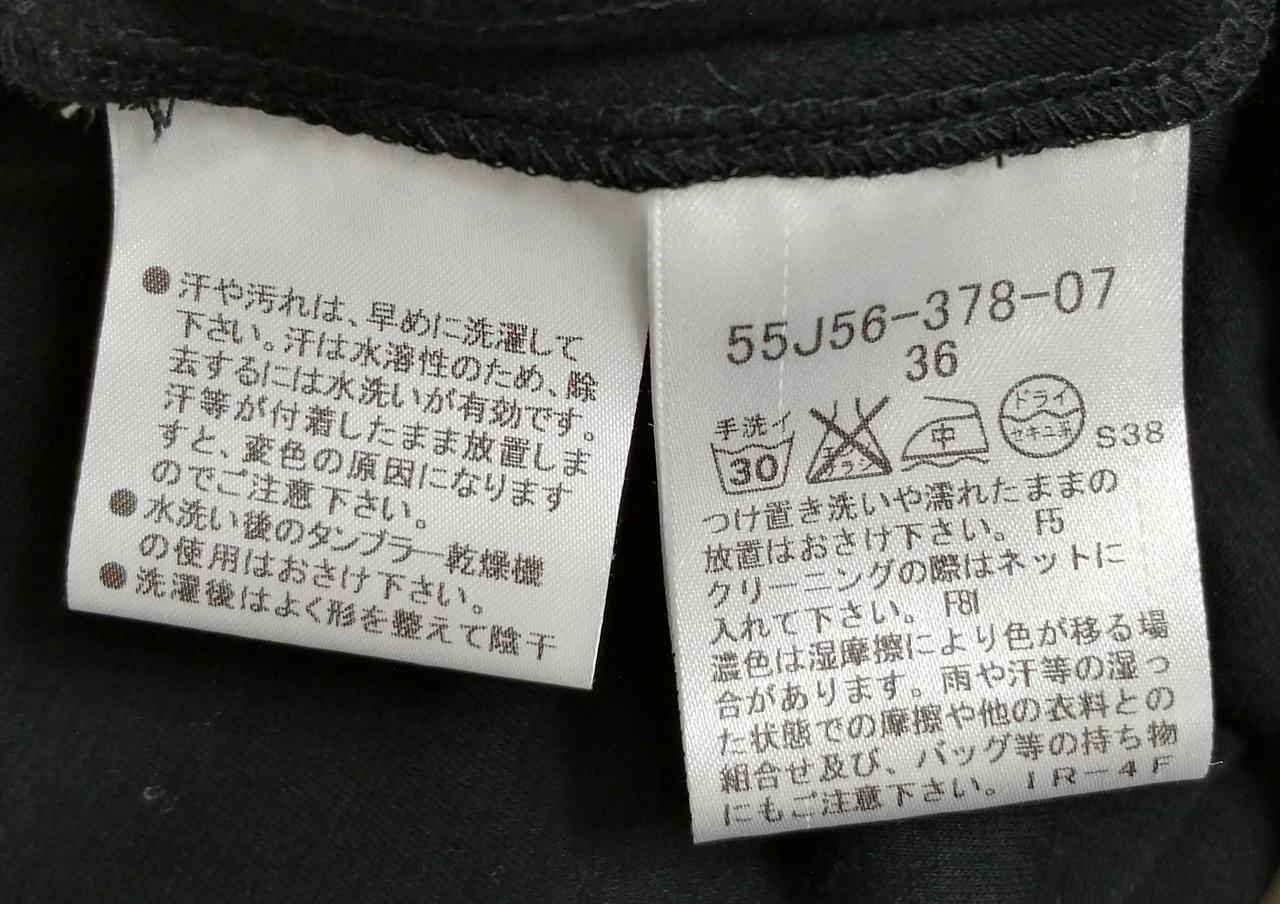 ●汗や汚れは、早めに洗濯して
下さい。汗は水溶性のため、除
去するには水洗いが有効です。
汗等が付着したまま放置しま
すと、変色の原因になります
のでご注意下さい。
●水洗い後のタンブラー乾燥機
の使用はおさけ下さい。
●洗濯後はよく形を整えて陰干
55J56-378-07
36
手洗イ
30
エンソサラシ
中
ドライ
セキユ系
S38
つけ置き洗いや濡れたままの
放置はおさけ下さい。 F5
クリーニングの際はネットに
入れて下さい。 F81
濃色は湿摩擦により色が移る場
合があります。雨や汗等の湿っ
た状態での摩擦や他の衣料との
組合せ及び、バッグ等の持ち物
にもご注意下さい。IR-4F